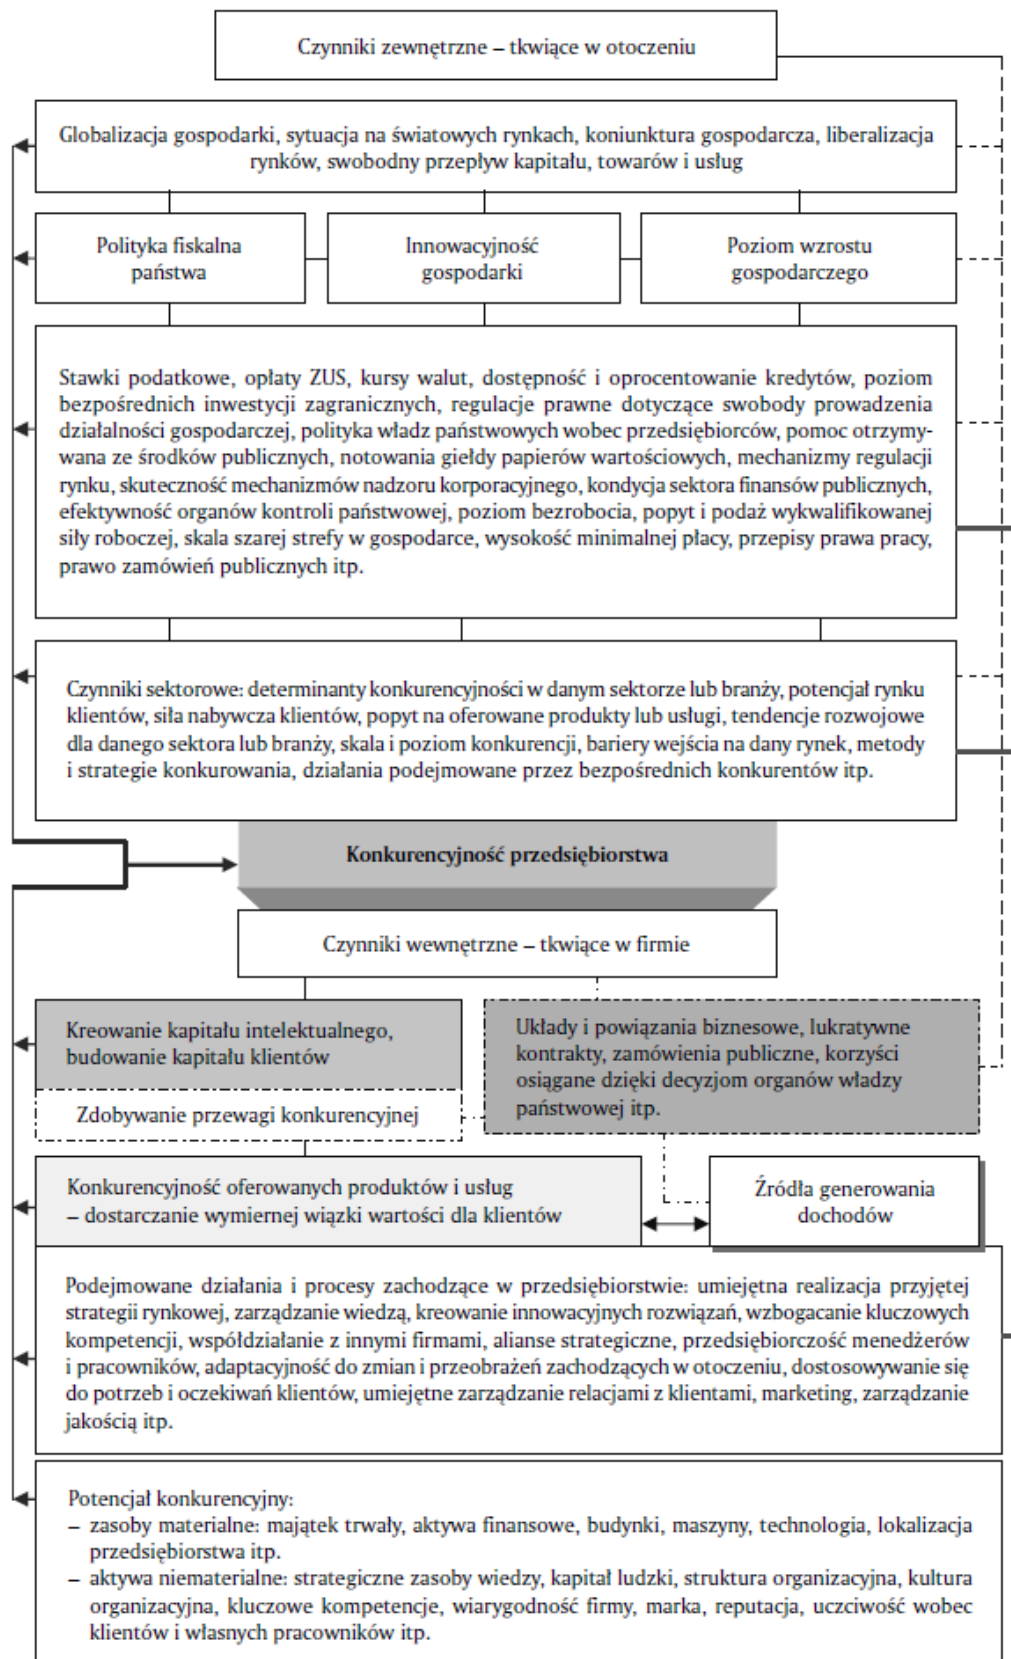 Czynniki zewnętrzne – tkwiące w otoczeniu
Globalizacja gospodarki, sytuacja na światowych rynkach, koniunktura gospodarcza, liberalizacja
rynków, swobodny przepływ kapitału, towarów i usług
Polityka fiskalna
państwa
Innowacyjność
gospodarki
Poziom wzrostu
gospodarczego
Stawki podatkowe, opłaty ZUS, kursy walut, dostępność i oprocentowanie kredytów, poziom
bezpośrednich inwestycji zagranicznych, regulacje prawne dotyczące swobody prowadzenia
działalności gospodarczej, polityka władz państwowych wobec przedsiębiorców, pomoc otrzymy-
wana ze środków publicznych, notowania giełdy papierów wartościowych, mechanizmy regulacji
rynku, skuteczność mechanizmów nadzoru korporacyjnego, kondycja sektora finansów publicznych,
efektywność organów kontroli państwowej, poziom bezrobocia, popyt i podaż wykwalifikowanej
siły roboczej, skala szarej strefy w gospodarce, wysokość minimalnej płacy, przepisy prawa pracy,
prawo zamówień publicznych itp.
Czynniki sektorowe: determinanty konkurencyjności w danym sektorze lub branży, potencjał rynku
klientów, siła nabywcza klientów, popyt na oferowane produkty lub usługi, tendencje rozwojowe
dla danego sektora lub branży, skala i poziom konkurencji, bariery wejścia na dany rynek, metody
i strategie konkurowania, działania podejmowane przez bezpośrednich konkurentów itp.
Konkurencyjność przedsiębiorstwa
Czynniki wewnętrzne – tkwiące w firmie
Kreowanie kapitału intelektualnego,
budowanie kapitału klientów
Zdobywanie przewagi konkurencyjnej
Układy i powiązania biznesowe, lukratywne
kontrakty, zamówienia publiczne, korzyści
osiągane dzięki decyzjom organów władzy
państwowej itp.
Konkurencyjność oferowanych produktów i usług
– dostarczanie wymiernej wiązki wartości dla klientów
Źródła generowania
dochodów
Podejmowane działania i procesy zachodzące w przedsiębiorstwie: umiejętna realizacja przyjętej
strategii rynkowej, zarządzanie wiedzą, kreowanie innowacyjnych rozwiązań, wzbogacanie kluczowych
kompetencji, współdziałanie z innymi firmami, alianse strategiczne, przedsiębiorczość menedżerów
i pracowników, adaptacyjność do zmian i przeobrażeń zachodzących w otoczeniu, dostosowywanie się
do potrzeb i oczekiwań klientów, umiejętne zarządzanie relacjami z klientami, marketing, zarządzanie
jakością itp.
Potencjał konkurencyjny:
– zasoby materialne: majątek trwały, aktywa finansowe, budynki, maszyny, technologia, lokalizacja
przedsiębiorstwa itp.
– aktywa niematerialne: strategiczne zasoby wiedzy, kapitał ludzki, struktura organizacyjna, kultura
organizacyjna, kluczowe kompetencje, wiarygodność firmy, marka, reputacja, uczciwość wobec
klientów i własnych pracowników itp.